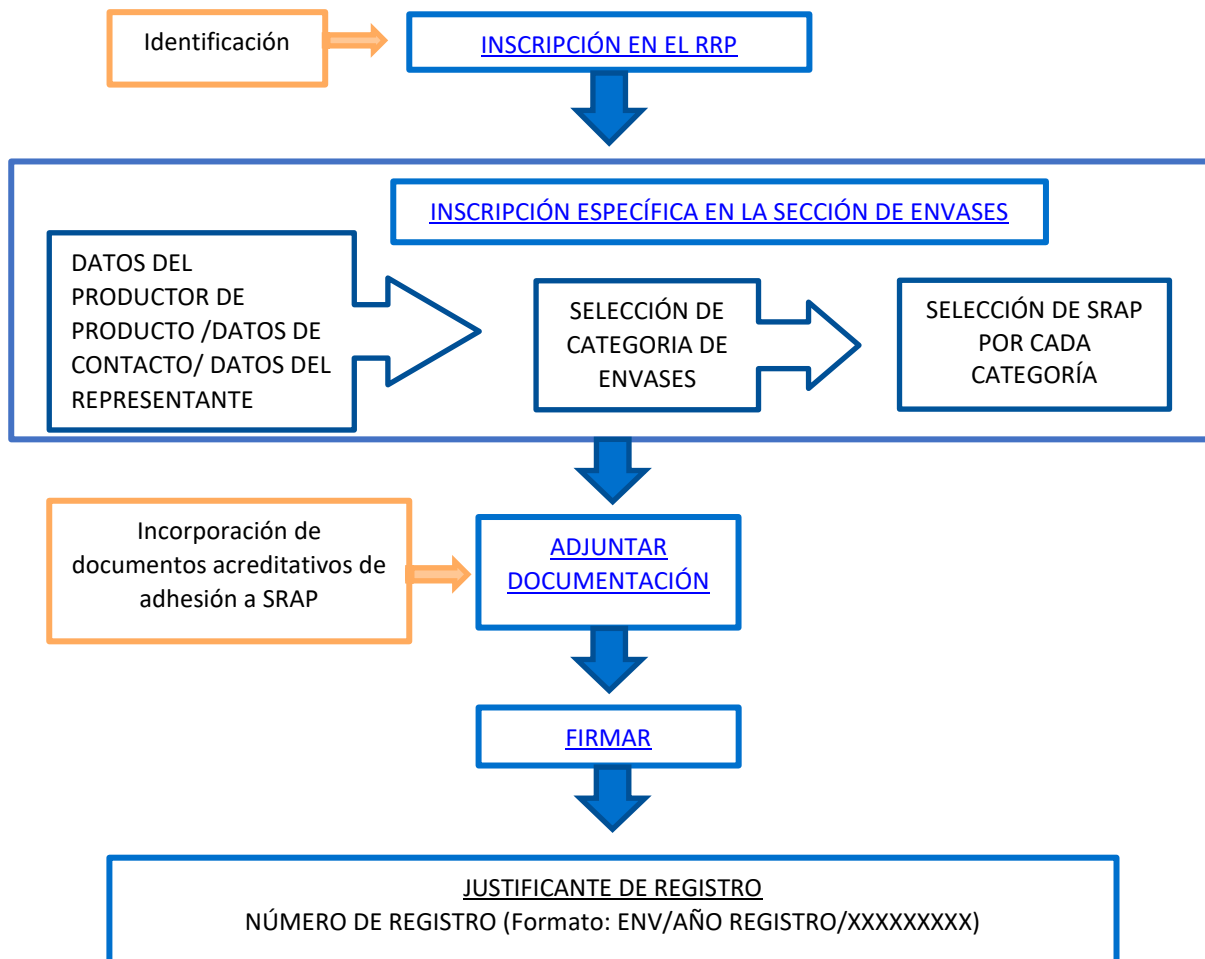 Identificación
INSCRIPCIÓN EN EL RRP
INSCRIPCIÓN ESPECÍFICA EN LA SECCIÓN DE ENVASES
DATOS DEL
PRODUCTOR DE
PRODUCTO /DATOS DE
CONTACTO/ DATOS DEL
REPRESENTANTE
SELECCIÓN DE
CATEGORIA DE
ENVASES
SELECCIÓN DE SRAP
POR CADA
CATEGORÍA
Incorporación de
documentos acreditativos de
adhesión a SRAP
ADJUNTAR
DOCUMENTACIÓN
FIRMAR
JUSTIFICANTE DE REGISTRO
NÚMERO DE REGISTRO (Formato: ENV/AÑO REGISTRO/XXXXXXXXX)